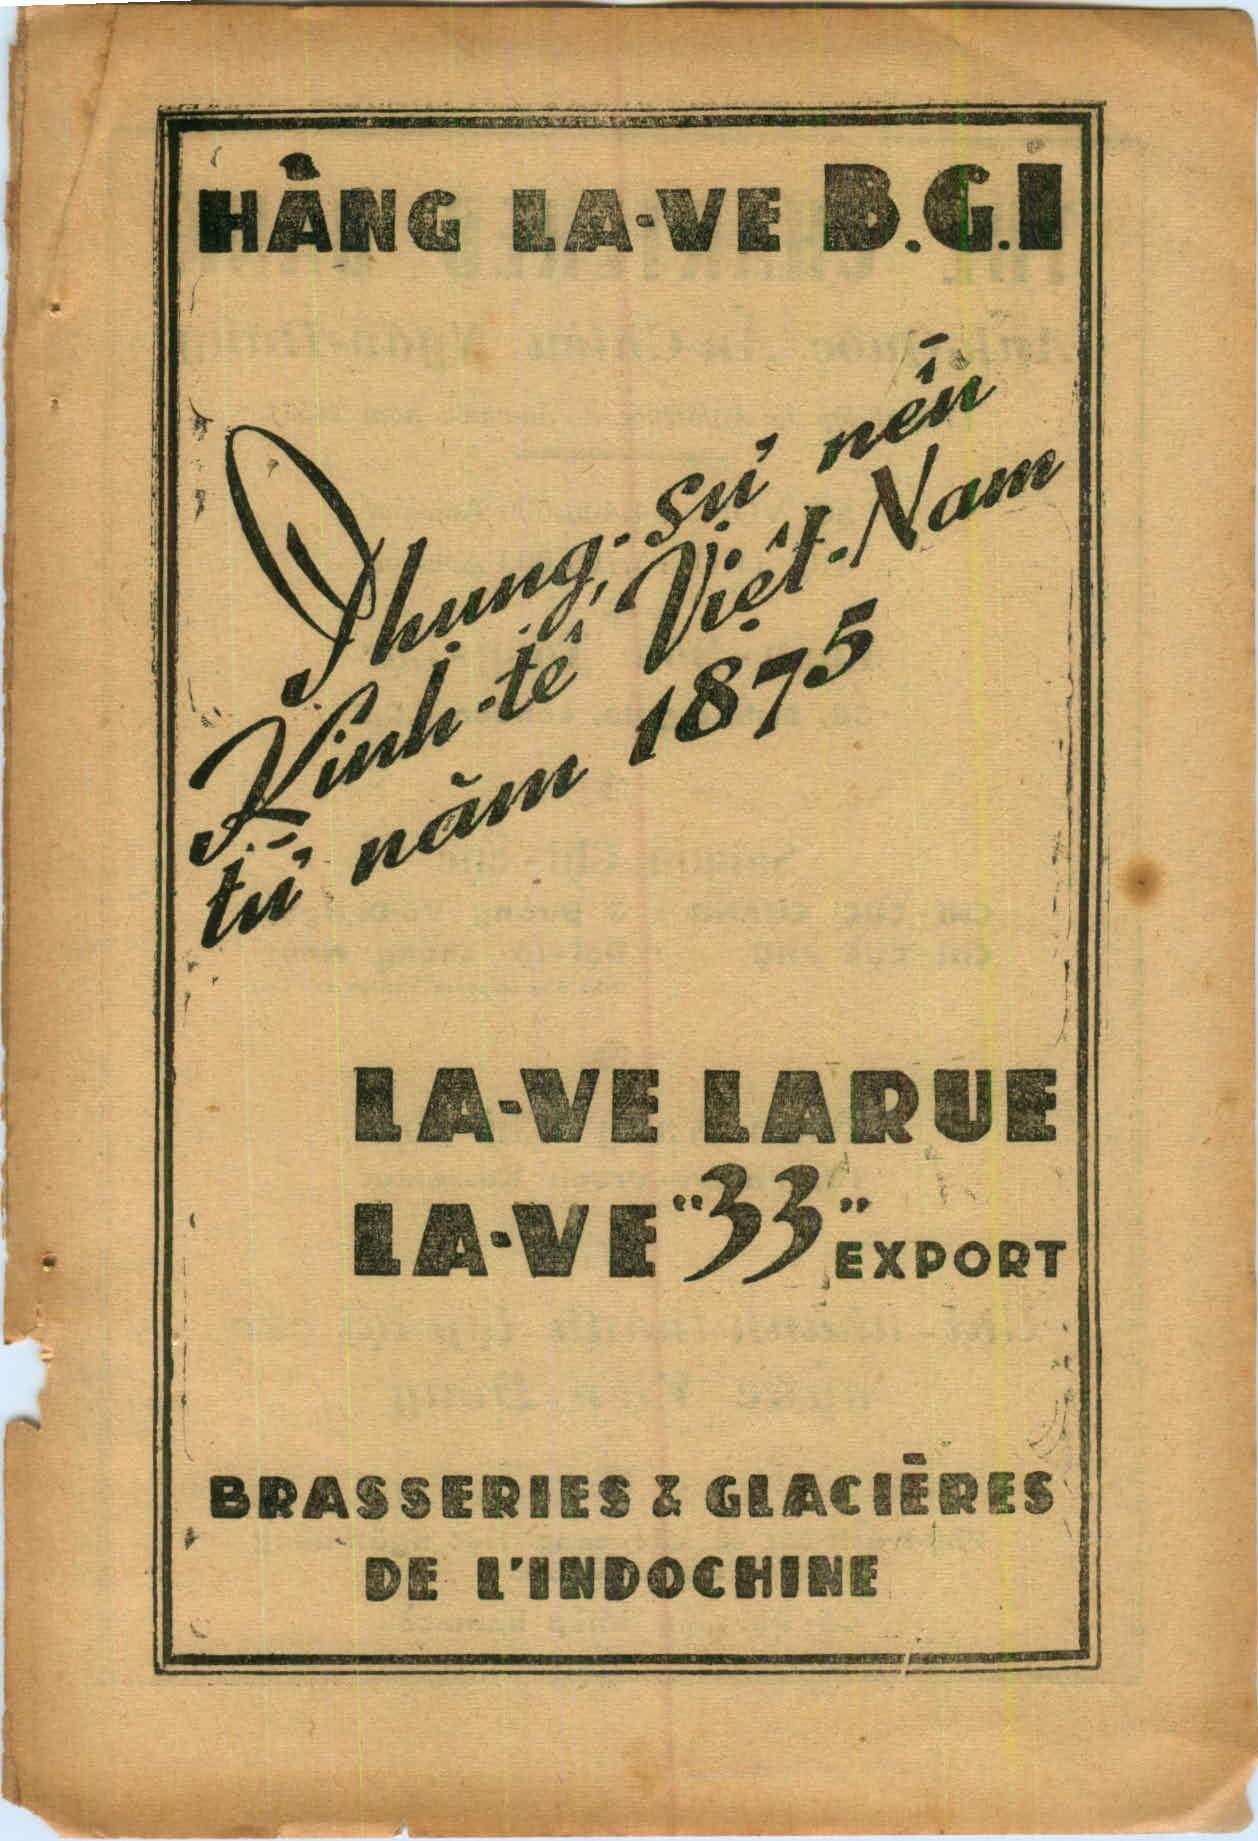 HÃNG LA-VE B.G.I
Phụng-sự nền
Kinh-tế Việt-Nam
từ năm 1875
LA-VE LARUE
LA-VE "33" EXPORT
BRASSERIES & GLACIÈRES
DE L'INDOCHINE